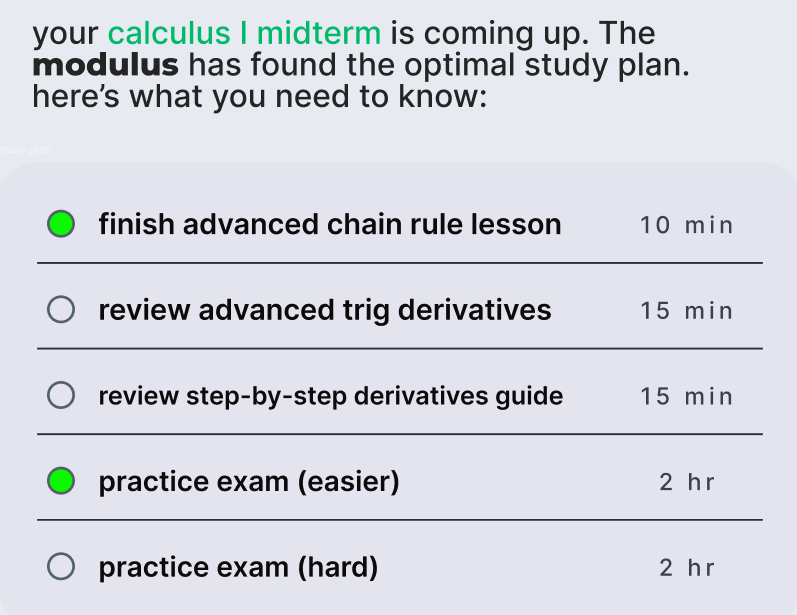 your calculus I midterm is coming up. The
modulus has found the optimal study plan.
here's what you need to know:
study plan
finish advanced chain rule lesson 10 min
review advanced trig derivatives 15 min
review step-by-step derivatives guide 15 min
practice exam (easier) 2 hr
practice exam (hard) 2 hr